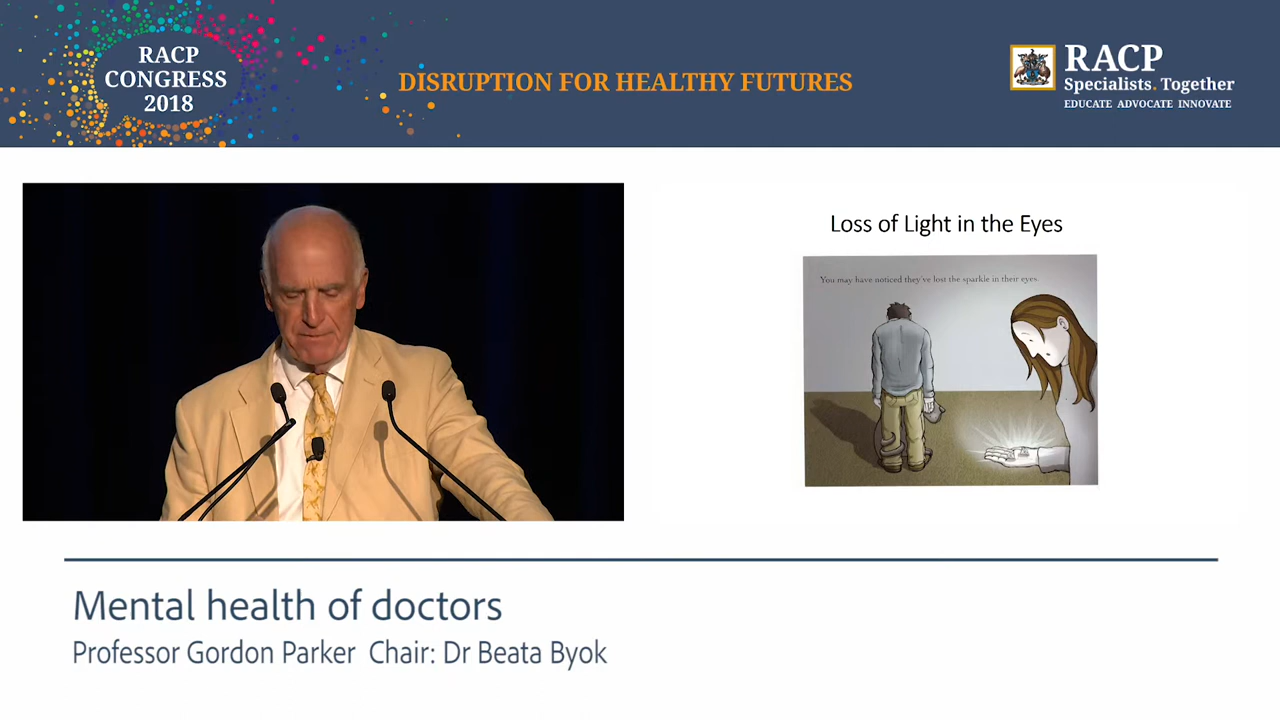 RACP
CONGRESS
2018
DISRUPTION FOR HEALTHY FUTURES
RACP
Specialists. Together
EDUCATE ADVOCATE INNOVATE
Loss of Light in the Eyes
You may have noticed they've lost the sparkle in their eyes.
Mental health of doctors
Professor Gordon Parker Chair: Dr Beata Byok